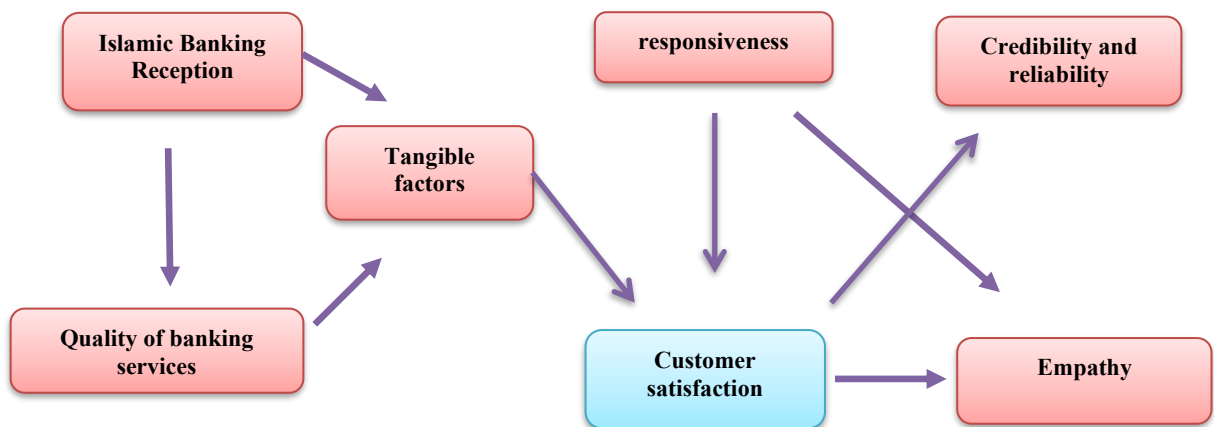 Islamic Banking
Reception
responsiveness
Credibility and
reliability
Tangible
factors
Quality of banking
services
Customer
satisfaction
Empathy